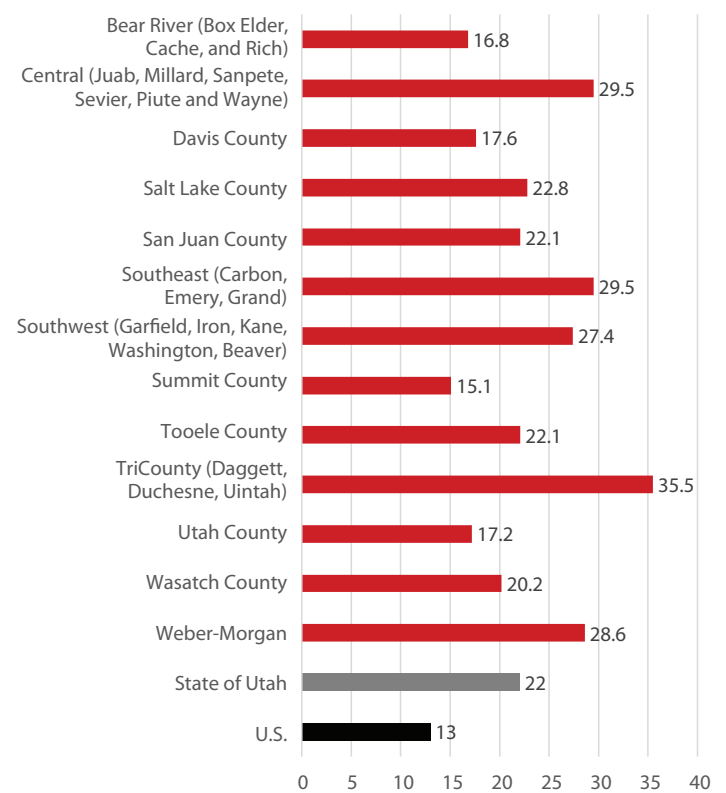 Bear River (Box Elder,
Cache, and Rich)
16.8
Central (Juab, Millard, Sanpete,
Sevier, Piute and Wayne)
29.5
Davis County
17.6
Salt Lake County
22.8
San Juan County
22.1
Southeast (Carbon,
Emery, Grand)
29.5
Southwest (Garfield, Iron, Kane,
Washington, Beaver)
27.4
Summit County
15.1
Tooele County
22.1
TriCounty (Daggett,
Duchesne, Uintah)
35.5
Utah County
17.2
Wasatch County
20.2
Weber-Morgan
28.6
State of Utah
22
U.S.
13
0 5 10 15 20 25 30 35 40